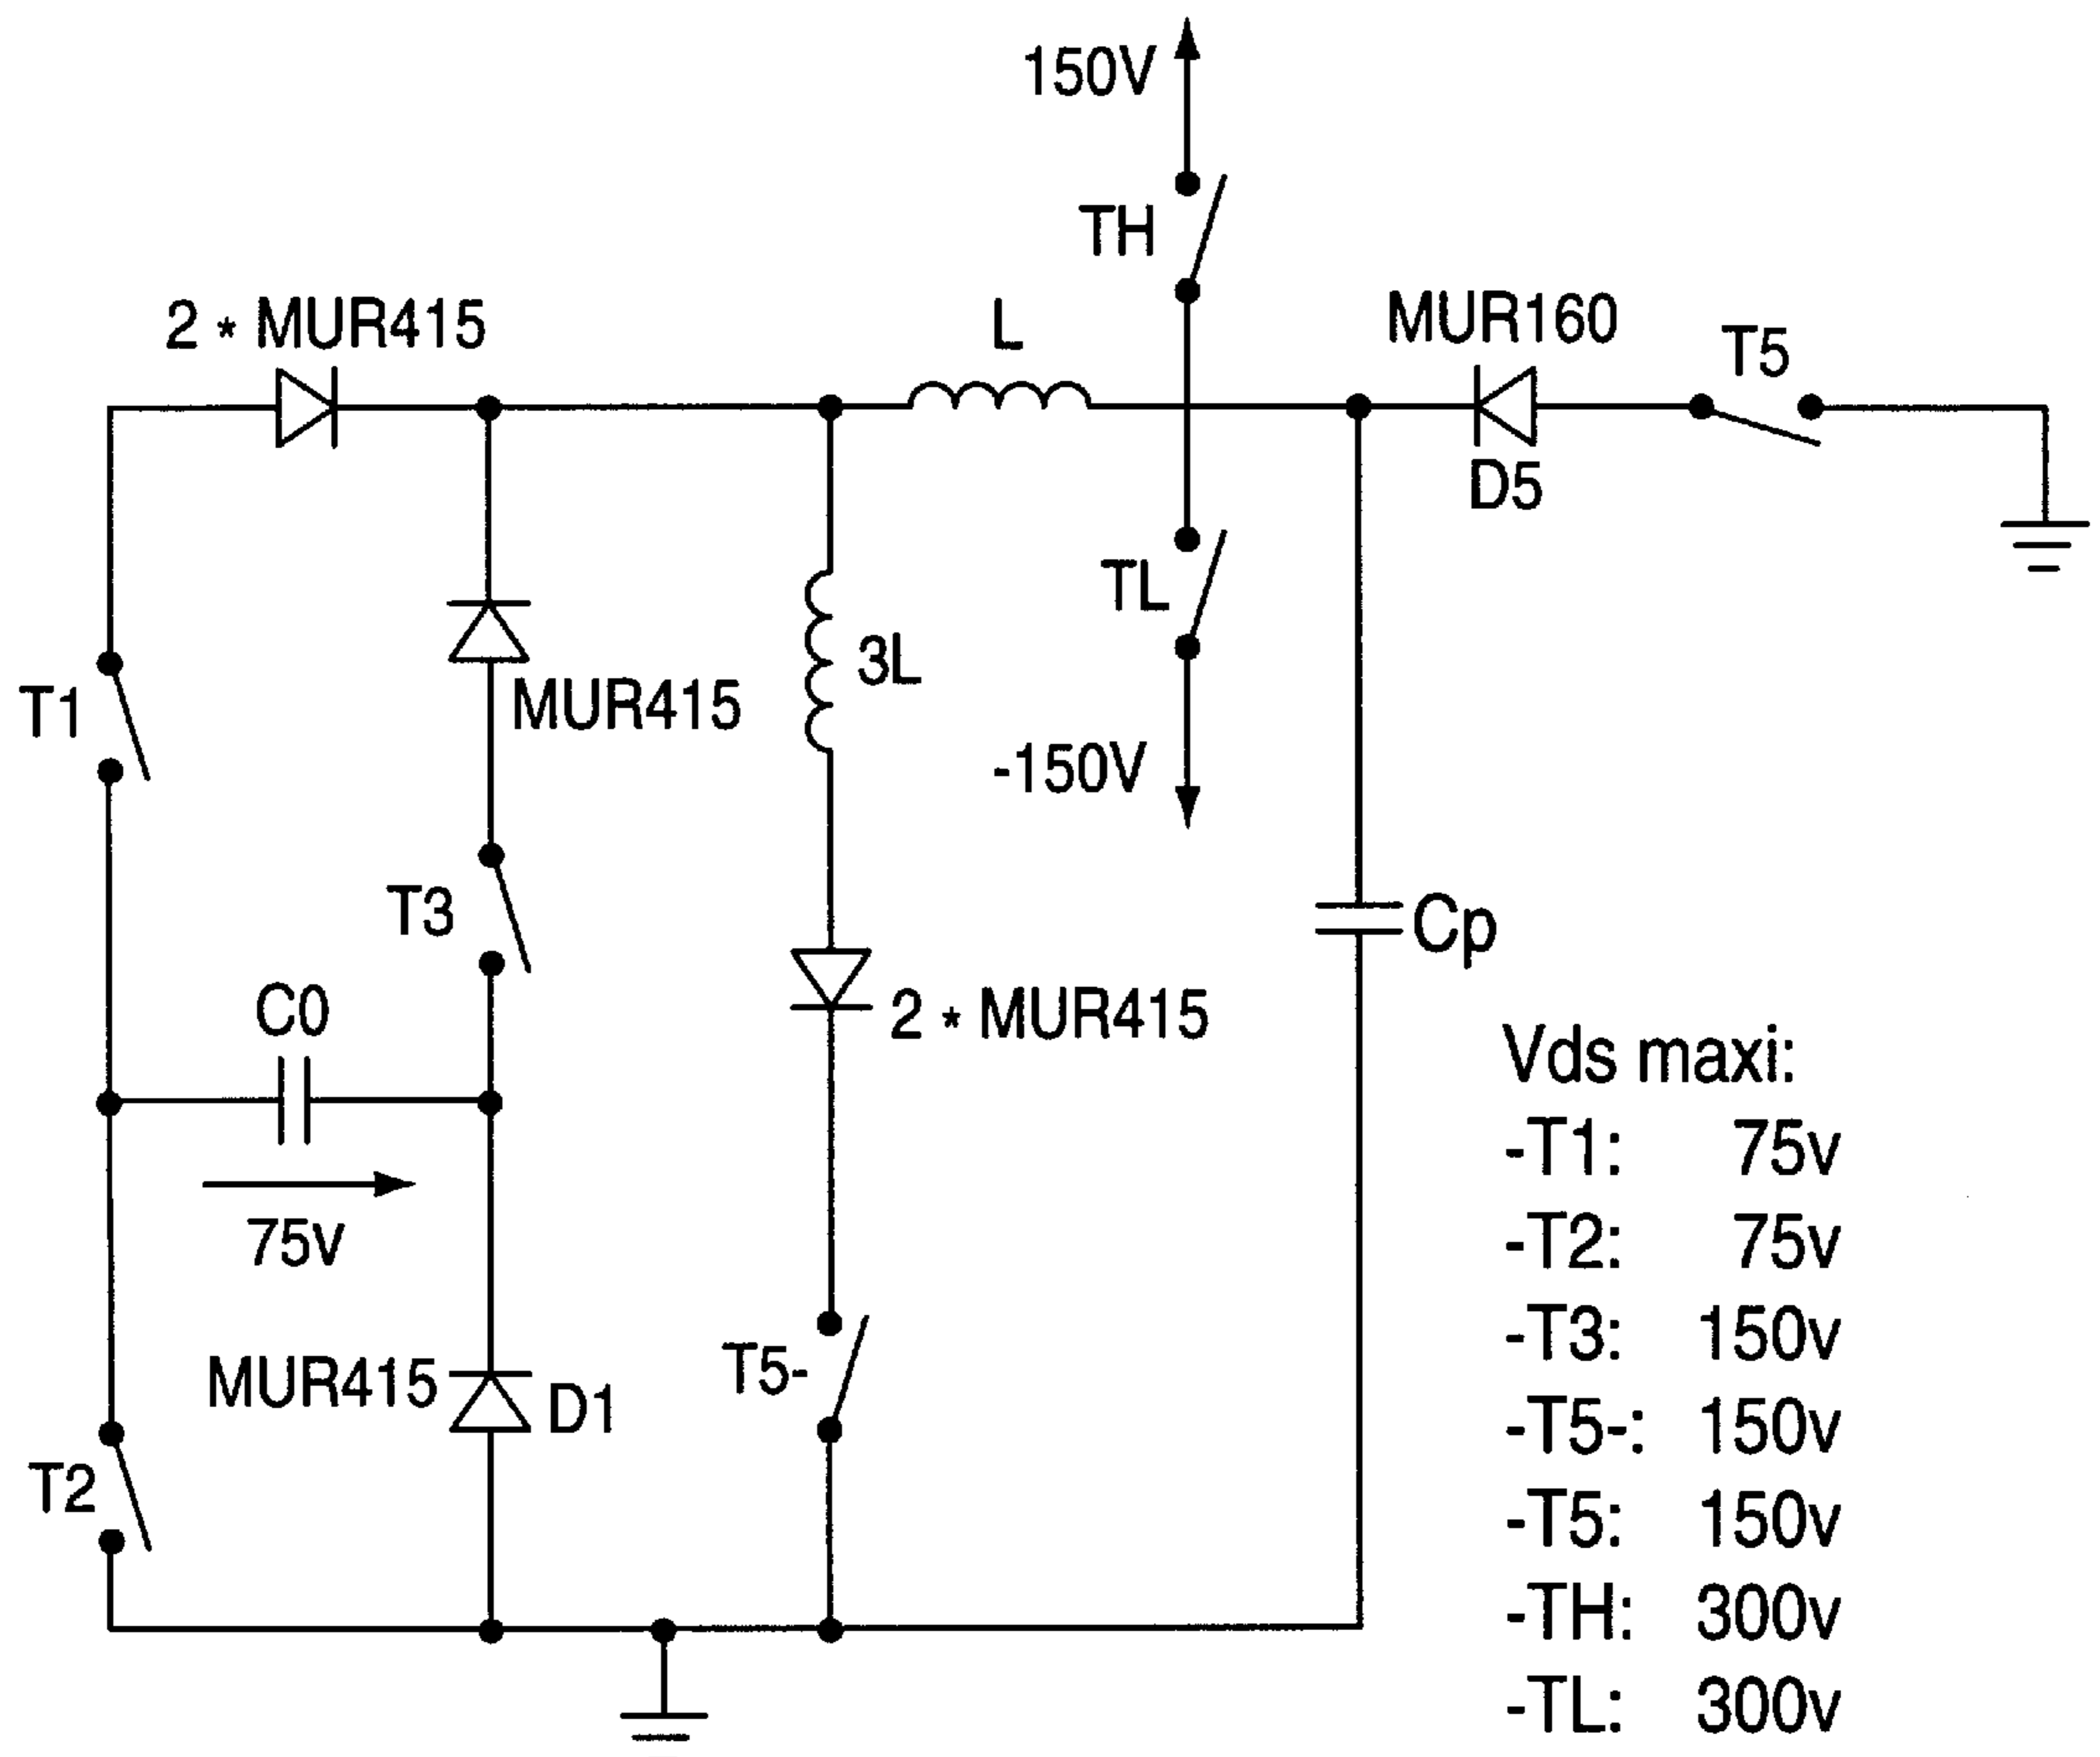 150V
TH
2 * MUR415
L
MUR160
T5
D5
TL
3L
T1
MUR415
-150V
T3
Cp
C0
2 * MUR415
75v
T5-
MUR415
D1
T2
Vds maxi:
-T1: 75v
-T2: 75v
-T3: 150v
-T5-: 150v
-T5: 150v
-TH: 300v
-TL: 300v